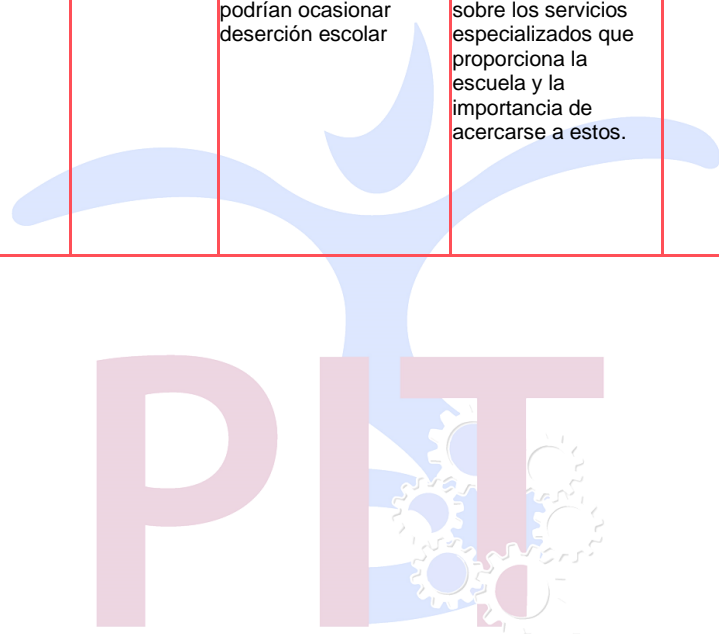 podrían ocasionar
deserción escolar
sobre los servicios
especializados que
proporciona la
escuela y la
importancia de
acercarse a estos.
PIT